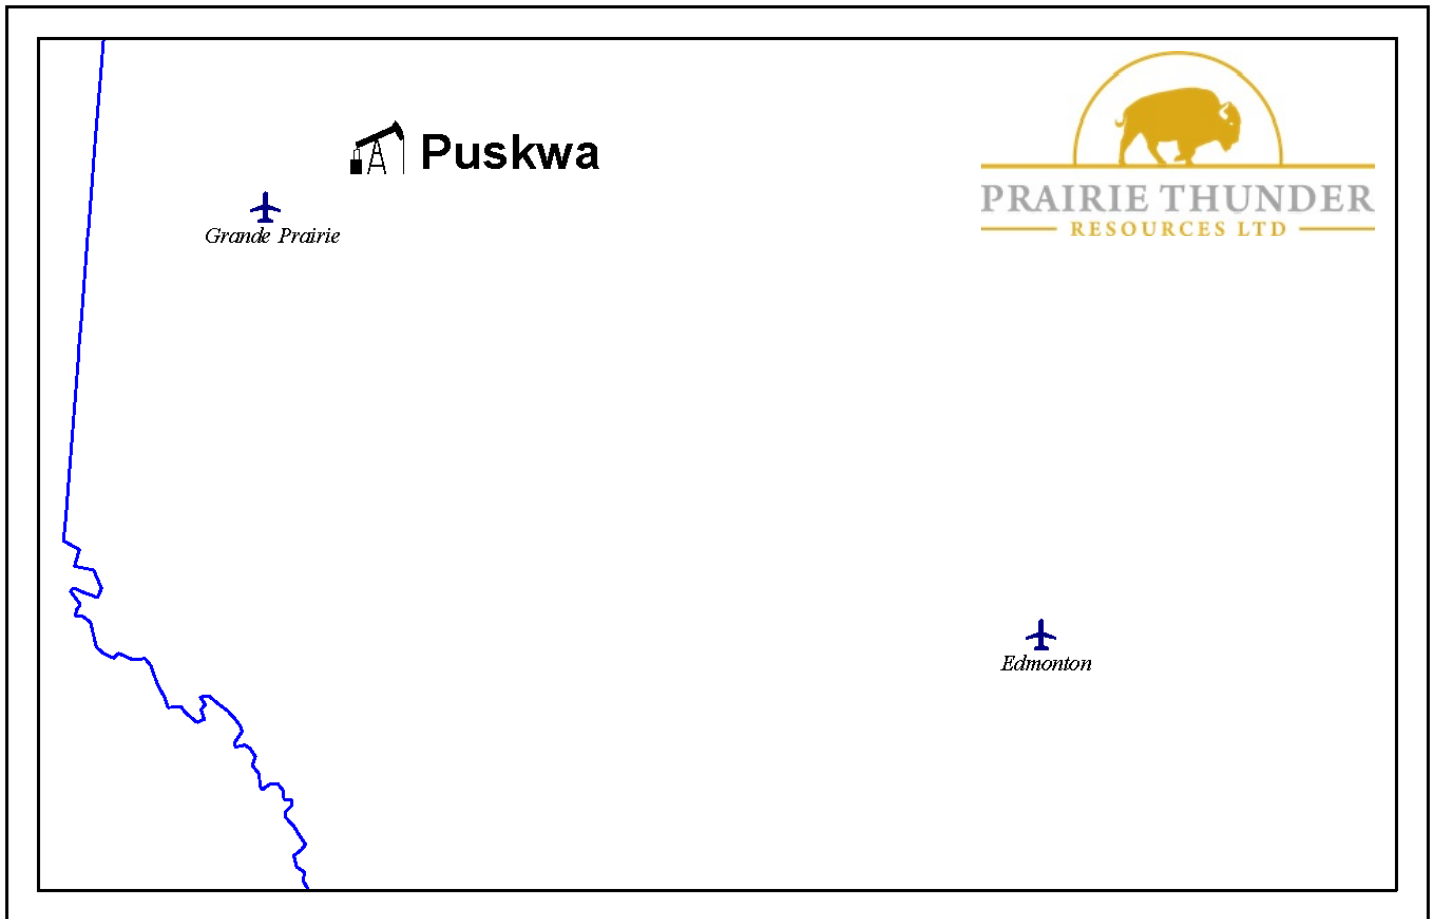 Puskwa
PRAIRIE THUNDER
RESOURCES LTD
Grande Prairie
Edmonton